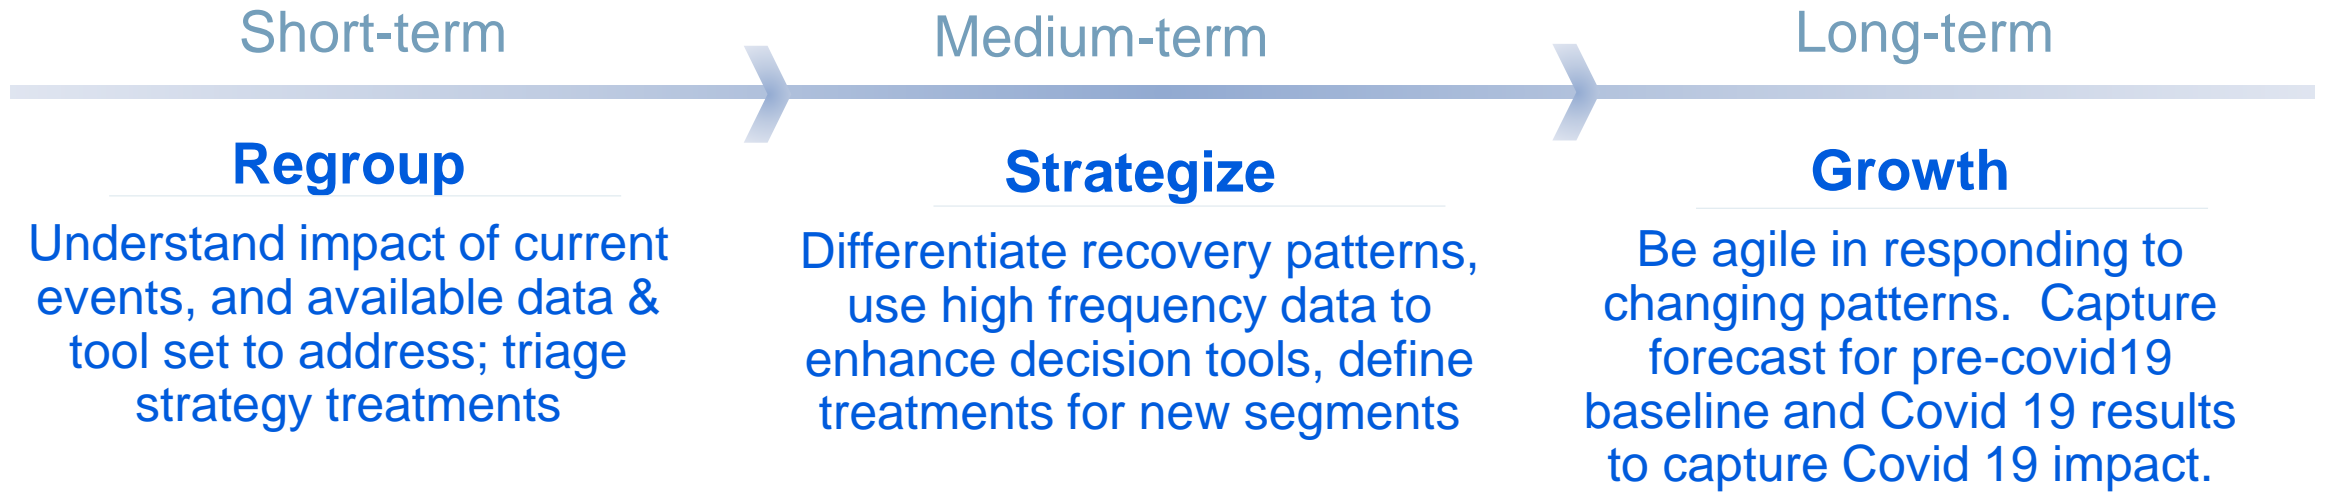 Short-term
Regroup
Understand impact of current
events, and available data &
tool set to address; triage
strategy treatments
Medium-term
Strategize
Differentiate recovery patterns,
use high frequency data to
enhance decision tools, define
treatments for new segments
Long-term
Growth
Be agile in responding to
changing patterns.  Capture
forecast for pre-covid19
baseline and Covid 19 results
to capture Covid 19 impact.